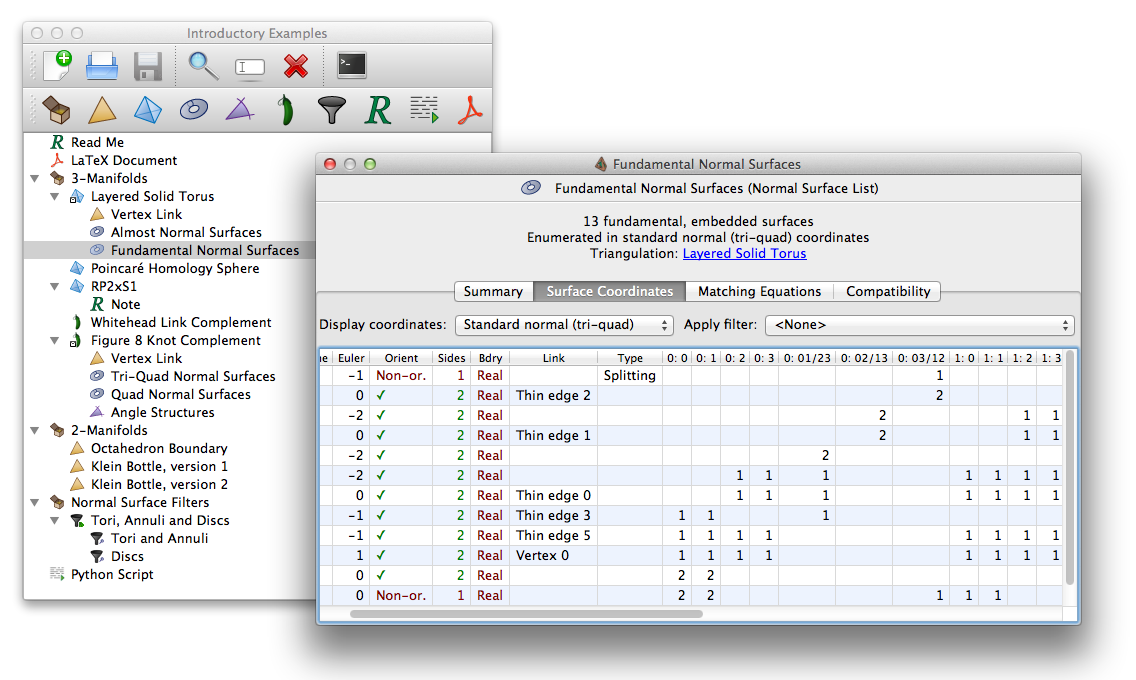 Introductory Examples
Read Me
LaTeX Document
3-Manifolds
Layered Solid Torus
Vertex Link
Almost Normal Surfaces
Fundamental Normal Surfaces
Poincaré Homology Sphere
RP2xS1
Note
Whitehead Link Complement
Figure 8 Knot Complement
Vertex Link
Tri-Quad Normal Surfaces
Quad Normal Surfaces
Angle Structures
2-Manifolds
Octahedron Boundary
Klein Bottle, version 1
Klein Bottle, version 2
Normal Surface Filters
Tori, Annuli and Discs
Tori and Annuli
Discs
Python Script
Fundamental Normal Surfaces
Fundamental Normal Surfaces (Normal Surface List)
13 fundamental, embedded surfaces
Enumerated in standard normal (tri-quad) coordinates
Triangulation: Layered Solid Torus
Summary Surface Coordinates Matching Equations Compatibility
Display coordinates: Standard normal (tri-quad) Apply filter: <None>
Euler Orient Sides Bdry Link Type 0: 0 0: 1 0: 2 0: 3 0: 01/23 0: 02/13 0: 03/12 1: 0 1: 1 1: 2 1: 3
-1 Non-or. 1 Real Splitting 1
0 ✓ 2 Real Thin edge 2 2
-2 ✓ 2 Real 2 1 1
0 ✓ 2 Real Thin edge 1 2 1 1
-2 ✓ 2 Real 2
-2 ✓ 2 Real 1 1 1 1 1 1 1
0 ✓ 2 Real Thin edge 0 1 1 1 1 1 1 1
-1 ✓ 2 Real Thin edge 3 1 1 1
-1 ✓ 2 Real Thin edge 5 1 1 1 1 1 1 1 1
1 ✓ 2 Real Vertex 0 1 1 1 1 1 1 1 1
0 ✓ 2 Real 2 2
0 Non-or. 1 Real 2 2 1 1 1